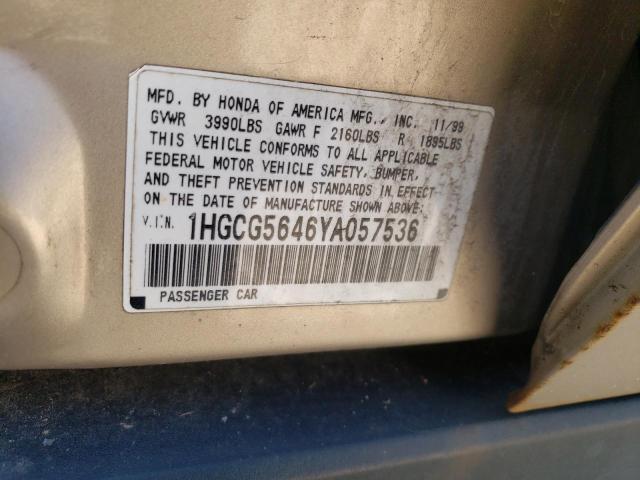 MFD. BY HONDA OF AMERICA MFG., INC. 11/99
GVWR 3990LBS GAWR F 2160LBS R 1895LBS
THIS VEHICLE CONFORMS TO ALL APPLICABLE
FEDERAL MOTOR VEHICLE SAFETY, BUMPER,
AND THEFT PREVENTION STANDARDS IN EFFECT
ON THE DATE OF MANUFACTURE SHOWN ABOVE.
V.I.N. 1HGCG5646YA057536
PASSENGER CAR